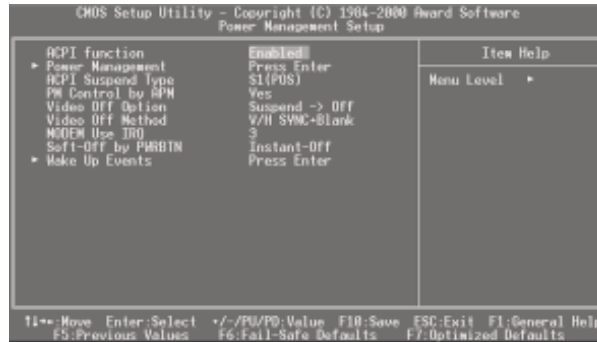 CMOS Setup Utility - Copyright (C) 1984-2000 Award Software
Power Management Setup
ACPI function Enabled
► Power Management Press Enter
ACPI Suspend Type S1(POS)
PM Control by APM Yes
Video Off Option Suspend -> Off
Video Off Method V/H SYNC+Blank
MODEM Use IRQ 3
Soft-Off by PWRBTN Instant-Off
► Wake Up Events Press Enter
Item Help
Menu Level ►
↑↓→←:Move Enter:Select +/-/PU/PD:Value F10:Save ESC:Exit F1:General Help
F5:Previous Values F6:Fail-Safe Defaults F7:Optimized Defaults